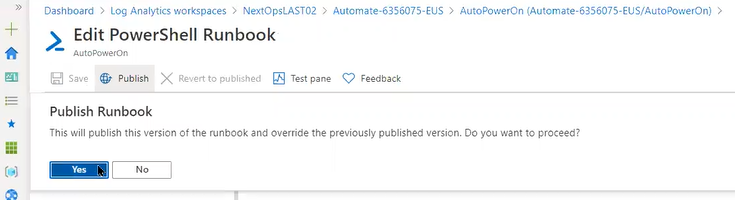 Dashboard > Log Analytics workspaces > NextOpsLAST02 > Automate-6356075-EUS > AutoPowerOn (Automate-6356075-EUS/AutoPowerOn) >
Edit PowerShell Runbook
AutoPowerOn
Save Publish Revert to published Test pane Feedback
Publish Runbook
This will publish this version of the runbook and override the previously published version. Do you want to proceed?
Yes No